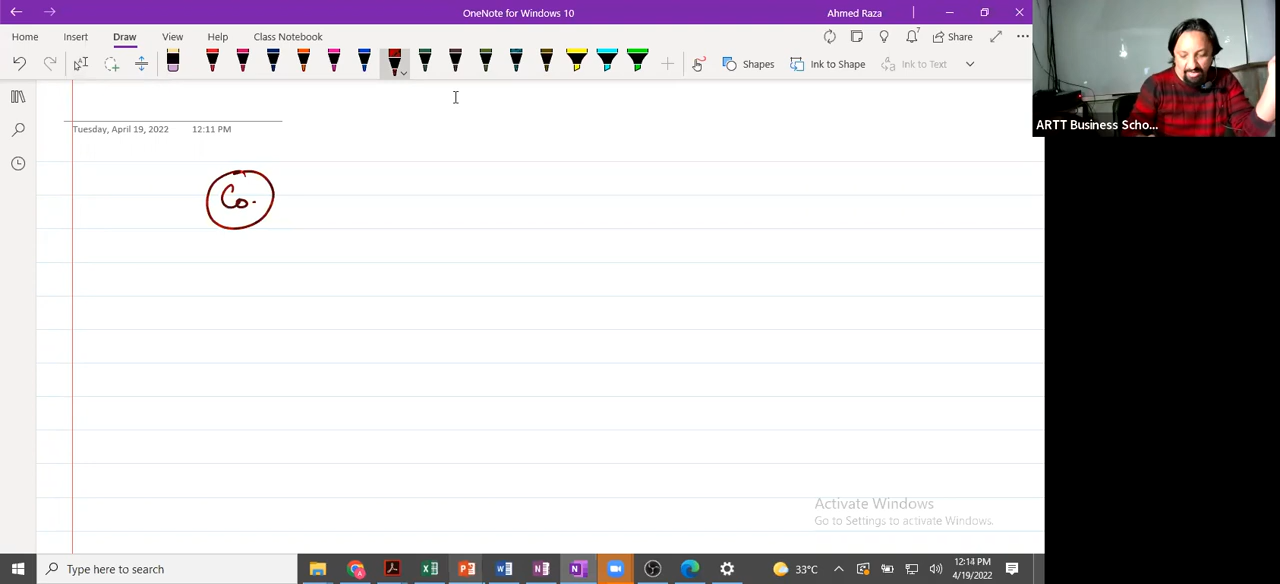 OneNote for Windows 10
Ahmed Raza
Home Insert Draw View Help Class Notebook
Share
Shapes Ink to Shape Ink to Text
ARTT Business Scho...
Tuesday, April 19, 2022 12:11 PM
Co.
Activate Windows
Go to Settings to activate Windows.
Type here to search
33°C
12:14 PM
4/19/2022